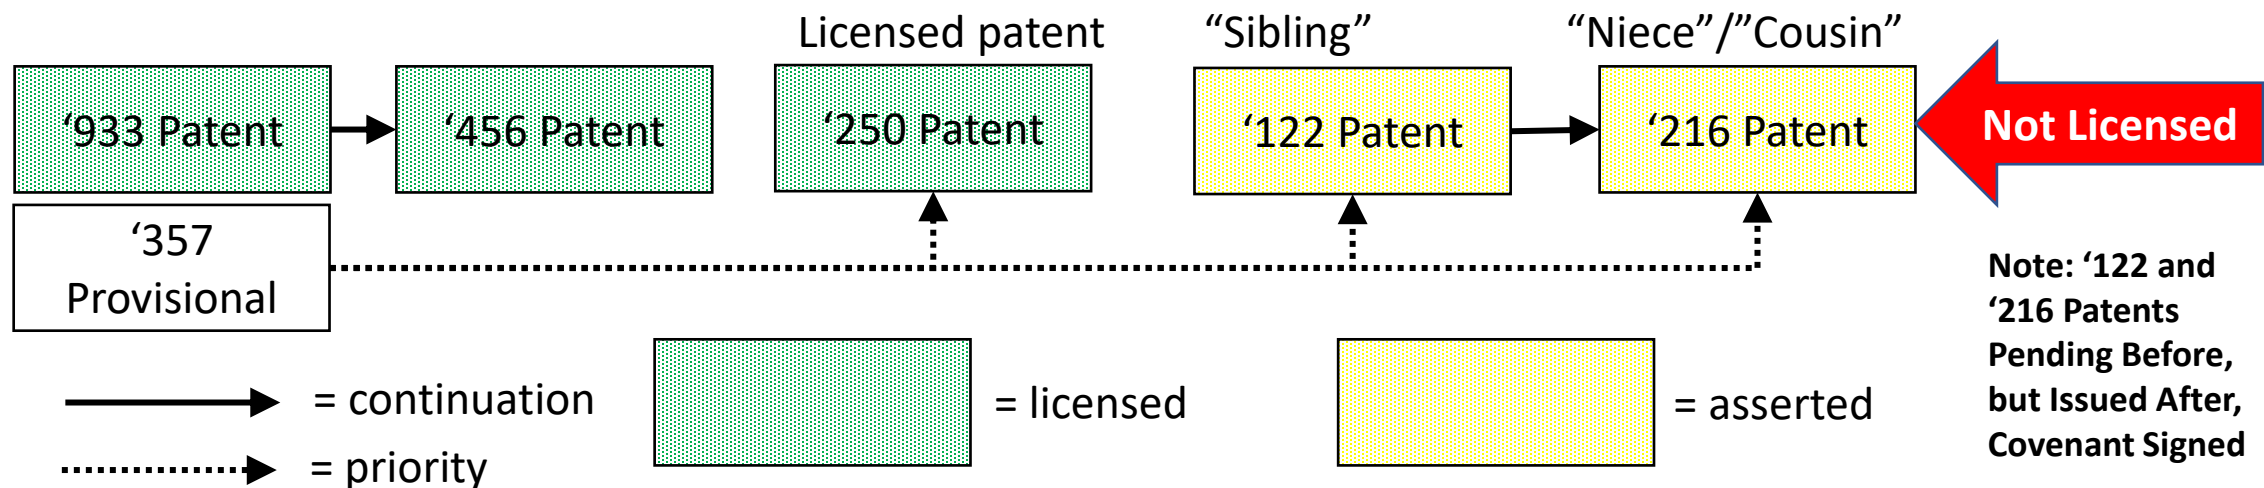 Licensed patent
“Sibling”
“Niece”/”Cousin”
‘933 Patent
‘456 Patent
‘250 Patent
‘122 Patent
‘216 Patent
Not Licensed
‘357
Provisional
Note: ‘122 and
‘216 Patents
Pending Before,
but Issued After,
Covenant Signed
= continuation
= licensed
= asserted
= priority